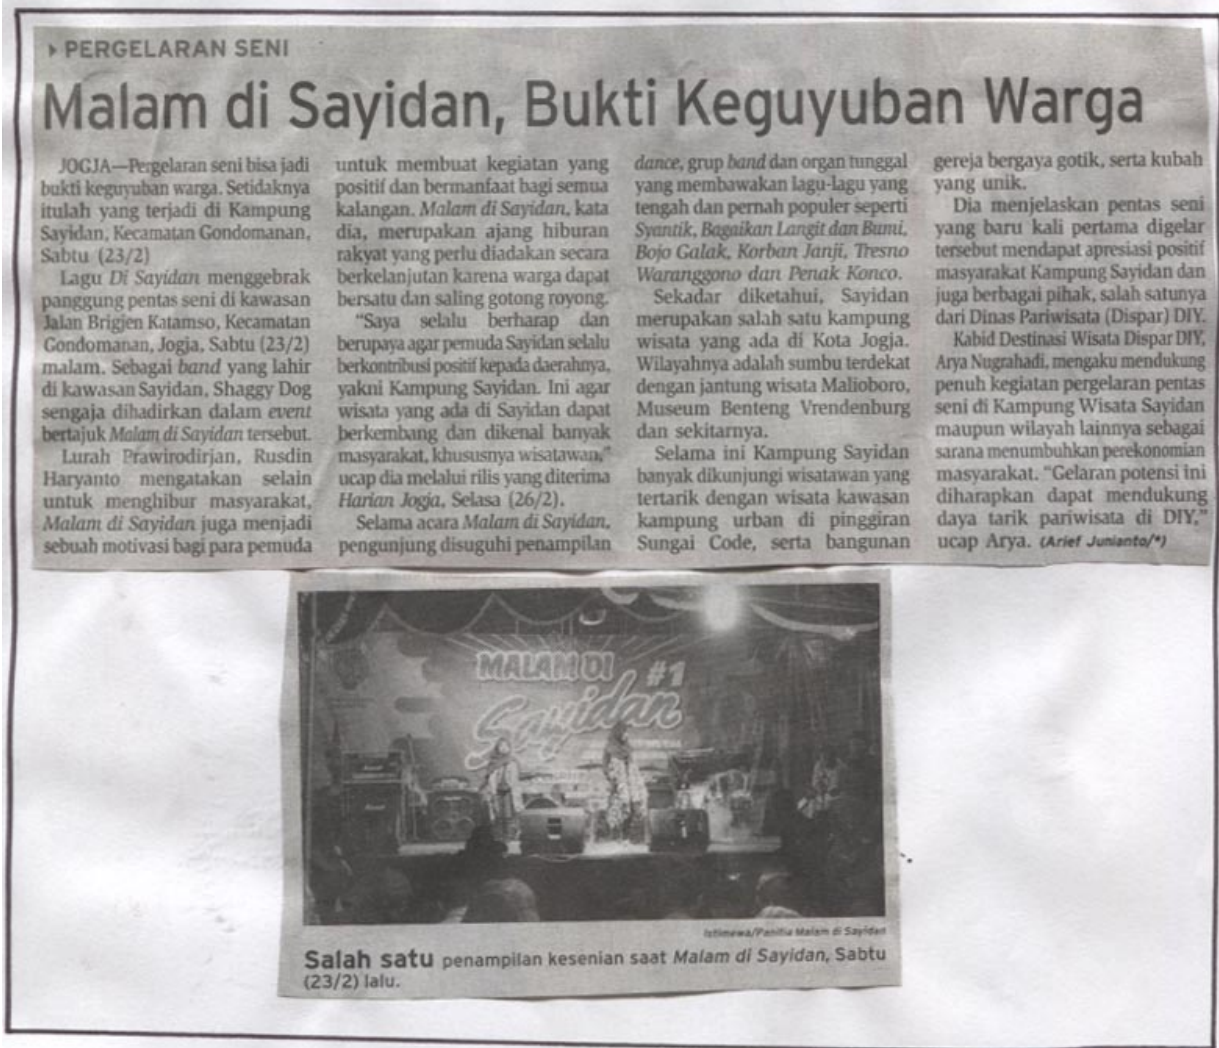 PERGELARAN SENI
Malam di Sayidan, Bukti Keguyuban Warga
JOGJA—Pergelaran seni bisa jadi
bukti keguyuban warga. Setidaknya
itulah yang terjadi di Kampung
Sayidan, Kecamatan Gondomanan,
Sabtu (23/2)
Lagu Di Sayidan menggebrak
panggung pentas seni di kawasan
Jalan Brigjen Katamso, Kecamatan
Gondomanan, Jogja, Sabtu (23/2)
malam. Sebagai band yang lahir
di kawasan Sayidan, Shaggy Dog
sengaja dihadirkan dalam event
bertajuk Malam di Sayidan tersebut.
Lurah Prawirodirjan, Rusdin
Haryanto mengatakan selain
untuk menghibur masyarakat,
Malam di Sayidan juga menjadi
sebuah motivasi bagi para pemuda
untuk membuat kegiatan yang
positif dan bermanfaat bagi semua
kalangan. Malam di Sayidan, kata
dia, merupakan ajang hiburan
rakyat yang perlu diadakan secara
berkelanjutan karena warga dapat
bersatu dan saling gotong royong.
“Saya selalu berharap dan
berupaya agar pemuda Sayidan selalu
berkontribusi positif kepada daerahnya,
yakni Kampung Sayidan. Ini agar
wisata yang ada di Sayidan dapat
berkembang dan dikenal banyak
masyarakat, khususnya wisatawan,”
ucap dia melalui rilis yang diterima
Harian Jogja, Selasa (26/2).
Selama acara Malam di Sayidan,
pengunjung disuguhi penampilan
dance, grup band dan organ tunggal
yang membawakan lagu-lagu yang
tengah dan pernah populer seperti
Syantik, Bagaikan Langit dan Bumi,
Bojo Galak, Korban Janji, Tresno
Waranggono dan Penak Konco.
Sekadar diketahui, Sayidan
merupakan salah satu kampung
wisata yang ada di Kota Jogja.
Wilayahnya adalah sumbu terdekat
dengan jantung wisata Malioboro,
Museum Benteng Vrendenburg
dan sekitarnya.
Selama ini Kampung Sayidan
banyak dikunjungi wisatawan yang
tertarik dengan wisata kawasan
kampung urban di pinggiran
Sungai Code, serta bangunan
gereja bergaya gotik, serta kubah
yang unik.
Dia menjelaskan pentas seni
yang baru kali pertama digelar
tersebut mendapat apresiasi positif
masyarakat Kampung Sayidan dan
juga berbagai pihak, salah satunya
dari Dinas Pariwisata (Dispar) DIY.
Kabid Destinasi Wisata Dispar DIY,
Arya Nugrahadi, mengaku mendukung
penuh kegiatan pergelaran pentas
seni di Kampung Wisata Sayidan
maupun wilayah lainnya sebagai
sarana menumbuhkan perekonomian
masyarakat. “Gelaran potensi ini
diharapkan dapat mendukung
daya tarik pariwisata di DIY,”
ucap Arya. (Arief Junianto/*)
MALAM DI
Sayidan #1
Istimewa/Panitia Malam di Sayidan
Salah satu penampilan kesenian saat Malam di Sayidan, Sabtu
(23/2) lalu.